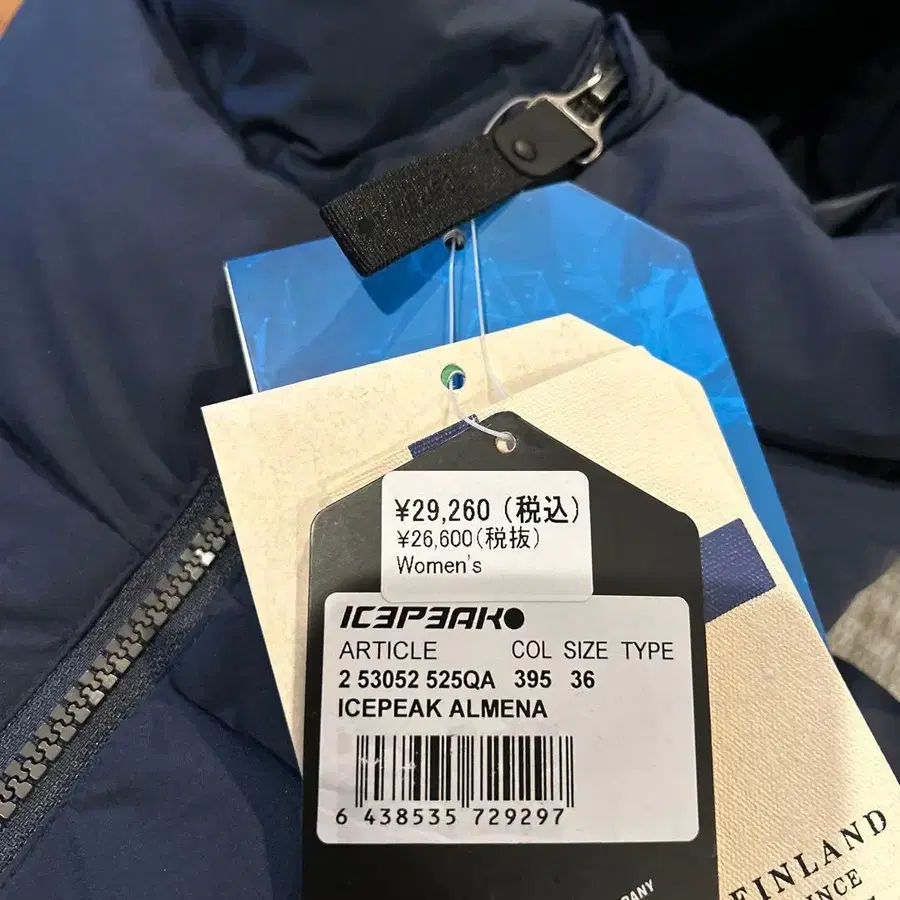 ¥29,260 (税込)
¥26,600(税抜)
Women's
ICEPEAK
ARTICLE COL SIZE TYPE
2 53052 525QA 395 36
ICEPEAK ALMENA
6 438535 729297
FINLAND